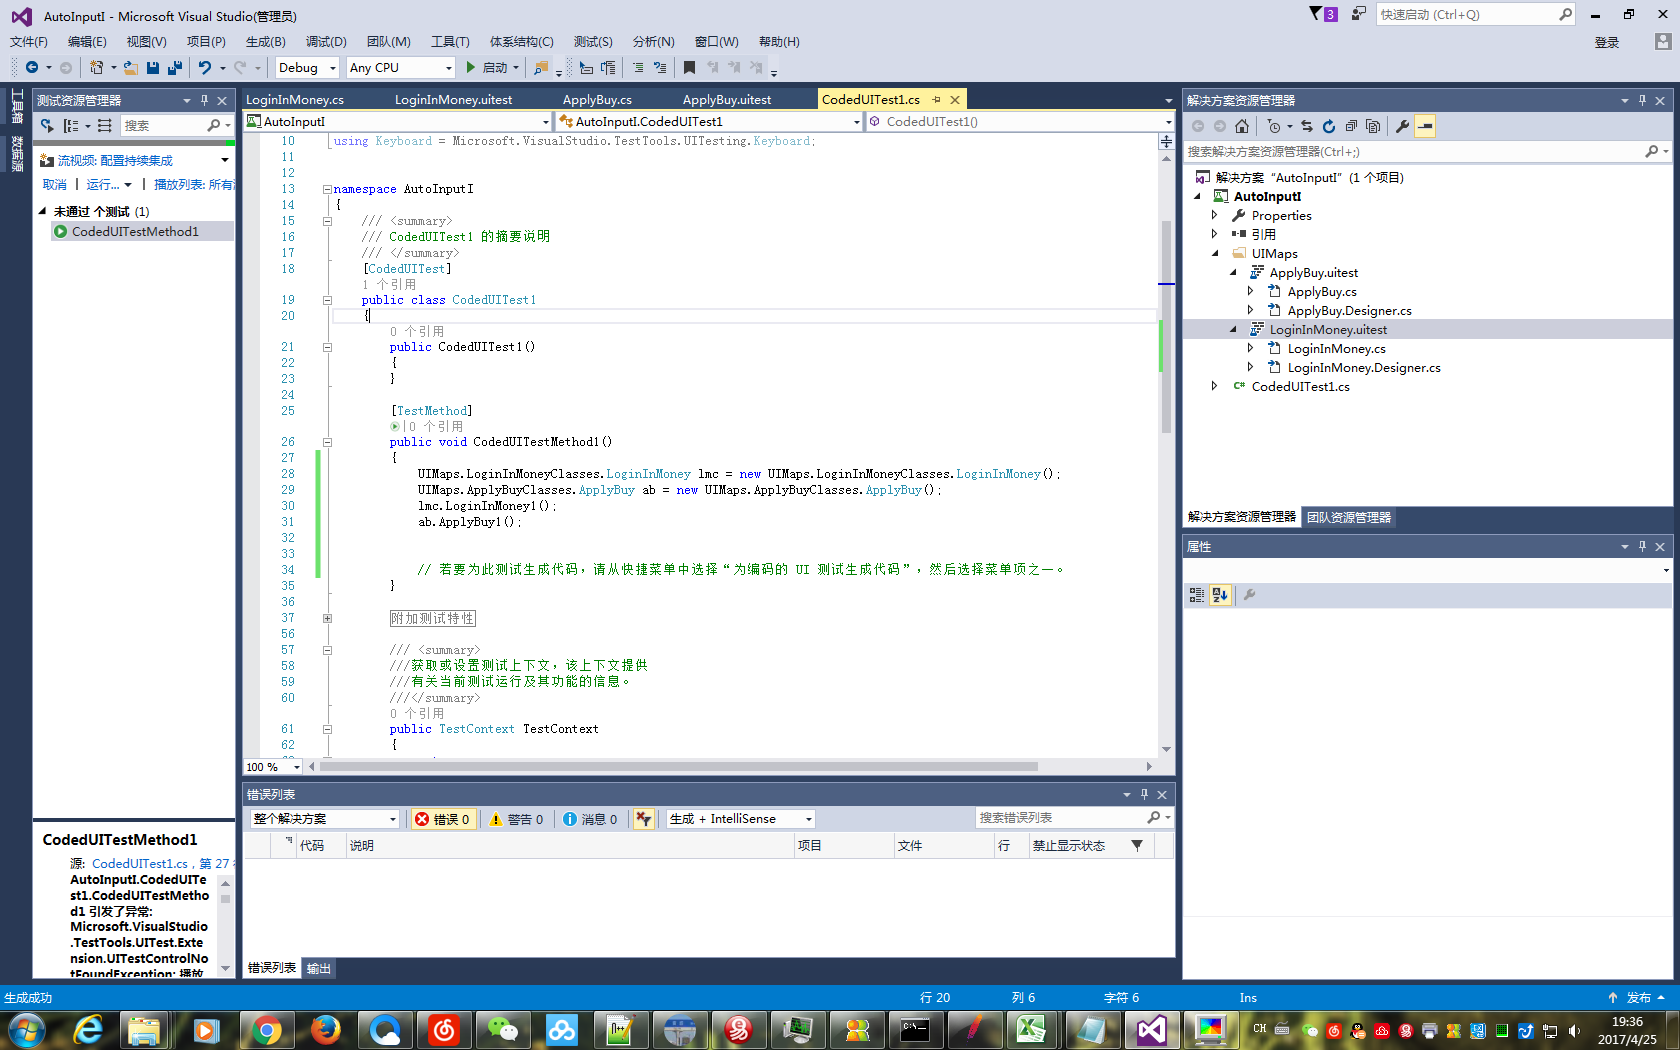 AutoInputI - Microsoft Visual Studio(管理员)
3
快速启动 (Ctrl+Q)
文件(F) 编辑(E) 视图(V) 项目(P) 生成(B) 调试(D) 团队(M) 工具(T) 体系结构(C) 测试(S) 分析(N) 窗口(W) 帮助(H)
登录
Debug Any CPU 启动
工具箱
数据源
测试资源管理器
搜索
流视频: 配置持续集成
取消 | 运行... | 播放列表: 所有
未通过 个测试 (1)
CodedUITestMethod1
LoginInMoney.cs LoginInMoney.uitest ApplyBuy.cs ApplyBuy.uitest CodedUITest1.cs
AutoInputI AutoInputI.CodedUITest1 CodedUITest1()
10 using Keyboard = Microsoft.VisualStudio.TestTools.UITesting.Keyboard;
11
12
13 namespace AutoInputI
14 {
15 /// <summary>
16 /// CodedUITest1 的摘要说明
17 /// </summary>
18 [CodedUITest]
1 个引用
19 public class CodedUITest1
20 {
0 个引用
21 public CodedUITest1()
22 {
23 }
24
25 [TestMethod]
|0 个引用
26 public void CodedUITestMethod1()
27 {
28 UIMaps.LoginInMoneyClasses.LoginInMoney lmc = new UIMaps.LoginInMoneyClasses.LoginInMoney();
29 UIMaps.ApplyBuyClasses.ApplyBuy ab = new UIMaps.ApplyBuyClasses.ApplyBuy();
30 lmc.LoginInMoney1();
31 ab.ApplyBuy1();
32
33
34 // 若要为此测试生成代码，请从快捷菜单中选择“为编码的 UI 测试生成代码”，然后选择菜单项之一。
35 }
36
37 附加测试特性
56
57 /// <summary>
58 ///获取或设置测试上下文，该上下文提供
59 ///有关当前测试运行及其功能的信息。
60 ///</summary>
0 个引用
61 public TestContext TestContext
62 {
100 %
CodedUITestMethod1
源: CodedUITest1.cs，第 27
AutoInputI.CodedUITe
st1.CodedUITestMetho
d1 引发了异常:
Microsoft.VisualStudio
.TestTools.UITest.Exte
nsion.UITestControlNo
tFoundException: 播放
错误列表
整个解决方案 错误 0 警告 0 消息 0 生成 + IntelliSense 搜索错误列表
代码 说明 项目 文件 行 禁止显示状态
错误列表 输出
解决方案资源管理器
搜索解决方案资源管理器(Ctrl+;)
解决方案 "AutoInputI" (1 个项目)
AutoInputI
Properties
引用
UIMaps
ApplyBuy.uitest
ApplyBuy.cs
ApplyBuy.Designer.cs
LoginInMoney.uitest
LoginInMoney.cs
LoginInMoney.Designer.cs
C# CodedUITest1.cs
解决方案资源管理器 团队资源管理器
属性
生成成功 行 20 列 6 字符 6 Ins 发布
CH 19:36
2017/4/25